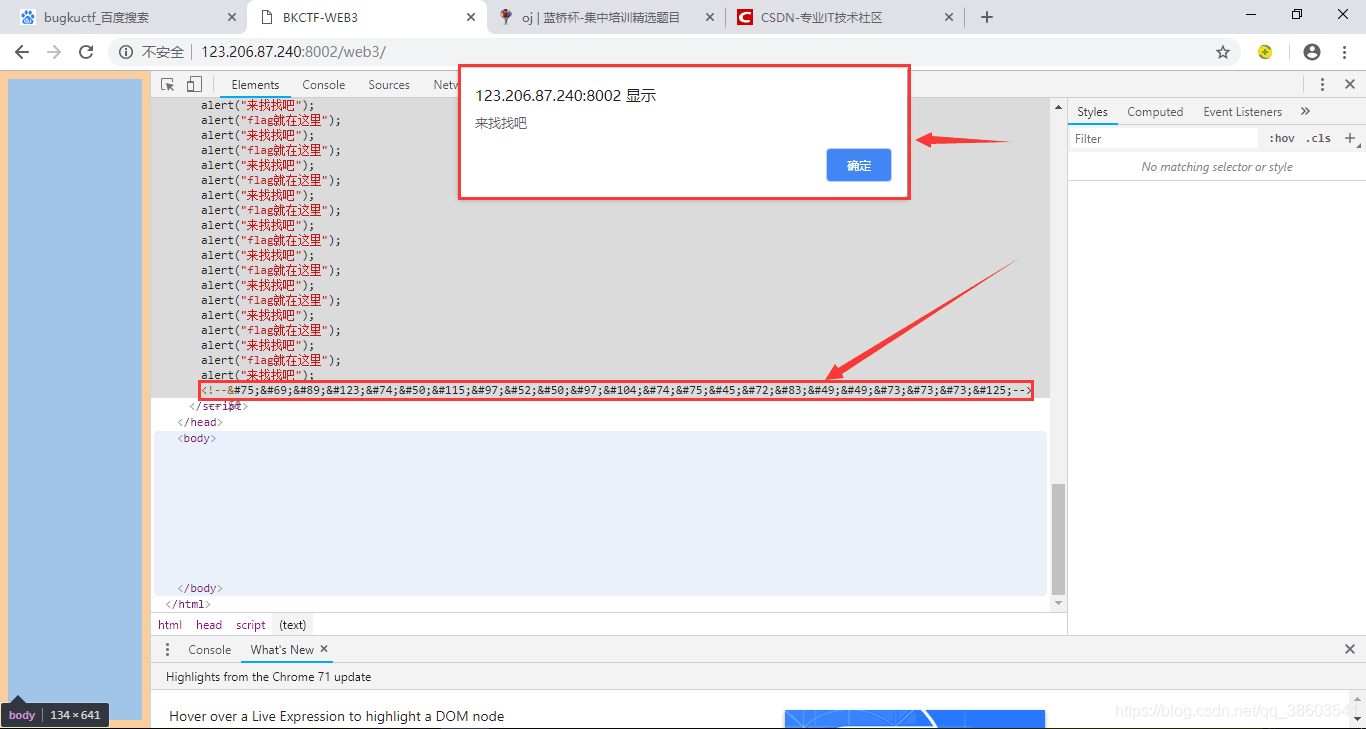 bugkuctf_百度搜索
BKCTF-WEB3
oj | 蓝桥杯-集中培训精选题目
CSDN-专业IT技术社区
不安全 | 123.206.87.240:8002/web3/
Elements Console Sources Netw
123.206.87.240:8002 显示
来找找吧
确定
alert("来找找吧");
alert("flag就在这里");
alert("来找找吧");
alert("flag就在这里");
alert("来找找吧");
alert("flag就在这里");
alert("来找找吧");
alert("flag就在这里");
alert("来找找吧");
alert("flag就在这里");
alert("来找找吧");
alert("flag就在这里");
alert("来找找吧");
alert("flag就在这里");
alert("来找找吧");
alert("flag就在这里");
alert("来找找吧");
alert("flag就在这里");
alert("来找找吧");
<!--&#75;&#69;&#89;&#123;&#74;&#50;&#115;&#97;&#52;&#50;&#97;&#104;&#74;&#75;&#45;&#72;&#83;&#49;&#49;&#73;&#73;&#73;&#125;-->
</script>
</head>
<body>
</body>
</html>
html head script (text)
Styles Computed Event Listeners »
Filter :hov .cls +
No matching selector or style
Console What's New
Highlights from the Chrome 71 update
Hover over a Live Expression to highlight a DOM node
body | 134 × 641
https://blog.csdn.net/qq_38603541